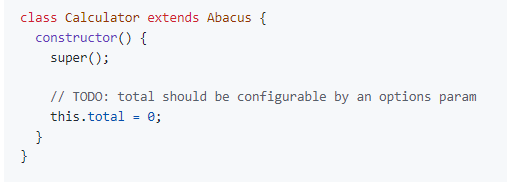 class Calculator extends Abacus {
  constructor() {
    super();

    // TODO: total should be configurable by an options param
    this.total = 0;
  }
}